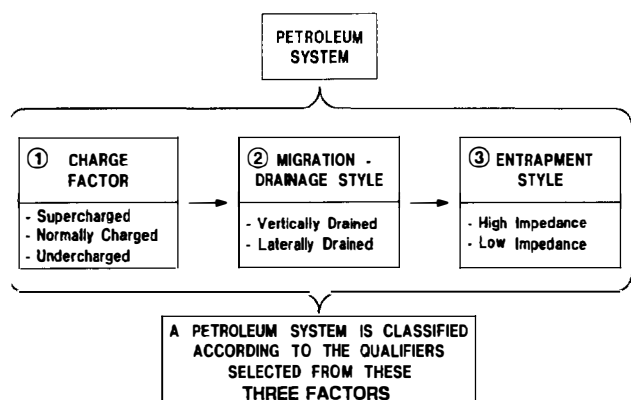 PETROLEUM
SYSTEM
① CHARGE
FACTOR
- Supercharged
- Normally Charged
- Undercharged
② MIGRATION -
DRAINAGE STYLE
- Vertically Drained
- Laterally Drained
③ ENTRAPMENT
STYLE
- High Impedance
- Low Impedance
A PETROLEUM SYSTEM IS CLASSIFIED
ACCORDING TO THE QUALIFIERS
SELECTED FROM THESE
THREE FACTORS